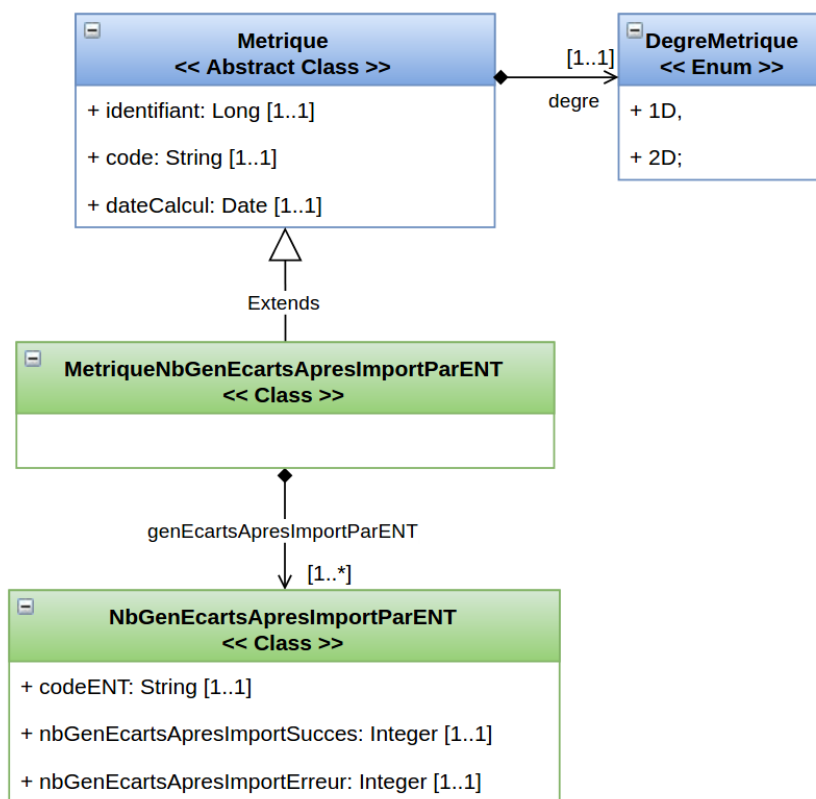 Metrique
<< Abstract Class >>
+ identifiant: Long [1..1]
+ code: String [1..1]
+ dateCalcul: Date [1..1]
[1..1]
degre
DegreMetrique
<< Enum >>
+ 1D,
+ 2D;
Extends
MetriqueNbGenEcartsApresImportParENT
<< Class >>
genEcartsApresImportParENT
[1..*]
NbGenEcartsApresImportParENT
<< Class >>
+ codeENT: String [1..1]
+ nbGenEcartsApresImportSucces: Integer [1..1]
+ nbGenEcartsApresImportErreur: Integer [1..1]